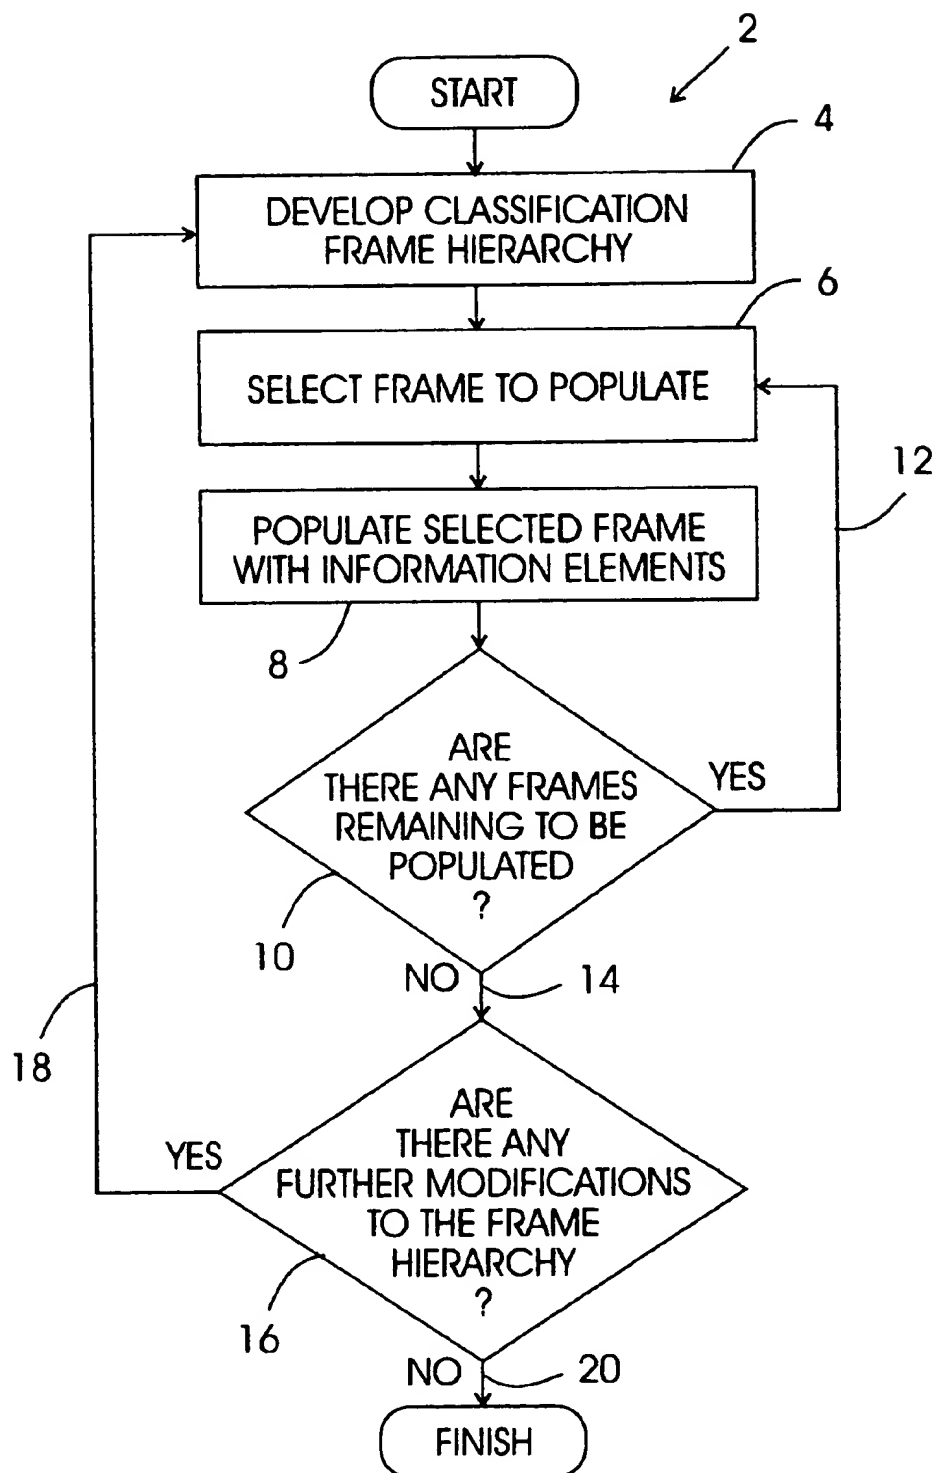 2
START
4
DEVELOP CLASSIFICATION
FRAME HIERARCHY
6
SELECT FRAME TO POPULATE
12
POPULATE SELECTED FRAME
WITH INFORMATION ELEMENTS
8
ARE
THERE ANY FRAMES
REMAINING TO BE
POPULATED
?
YES
10
NO
14
18
ARE
THERE ANY
FURTHER MODIFICATIONS
TO THE FRAME
HIERARCHY
?
YES
16
NO
20
FINISH